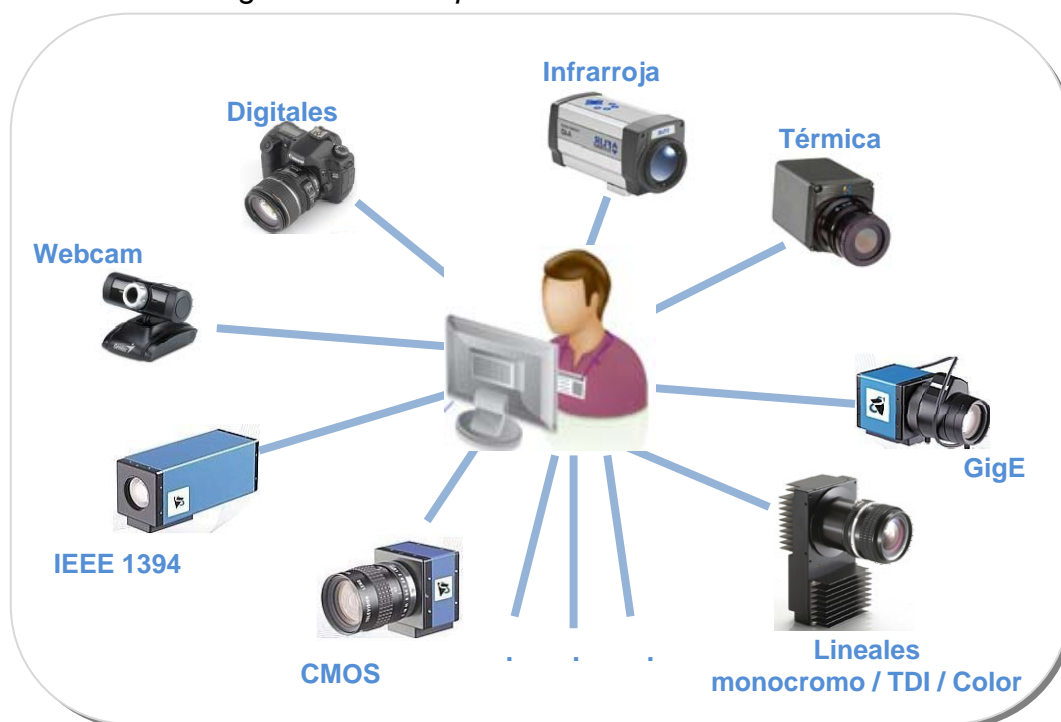 Infrarroja
Digitales
Térmica
Webcam
GigE
IEEE 1394
CMOS
. . .
Lineales
monocromo / TDI / Color